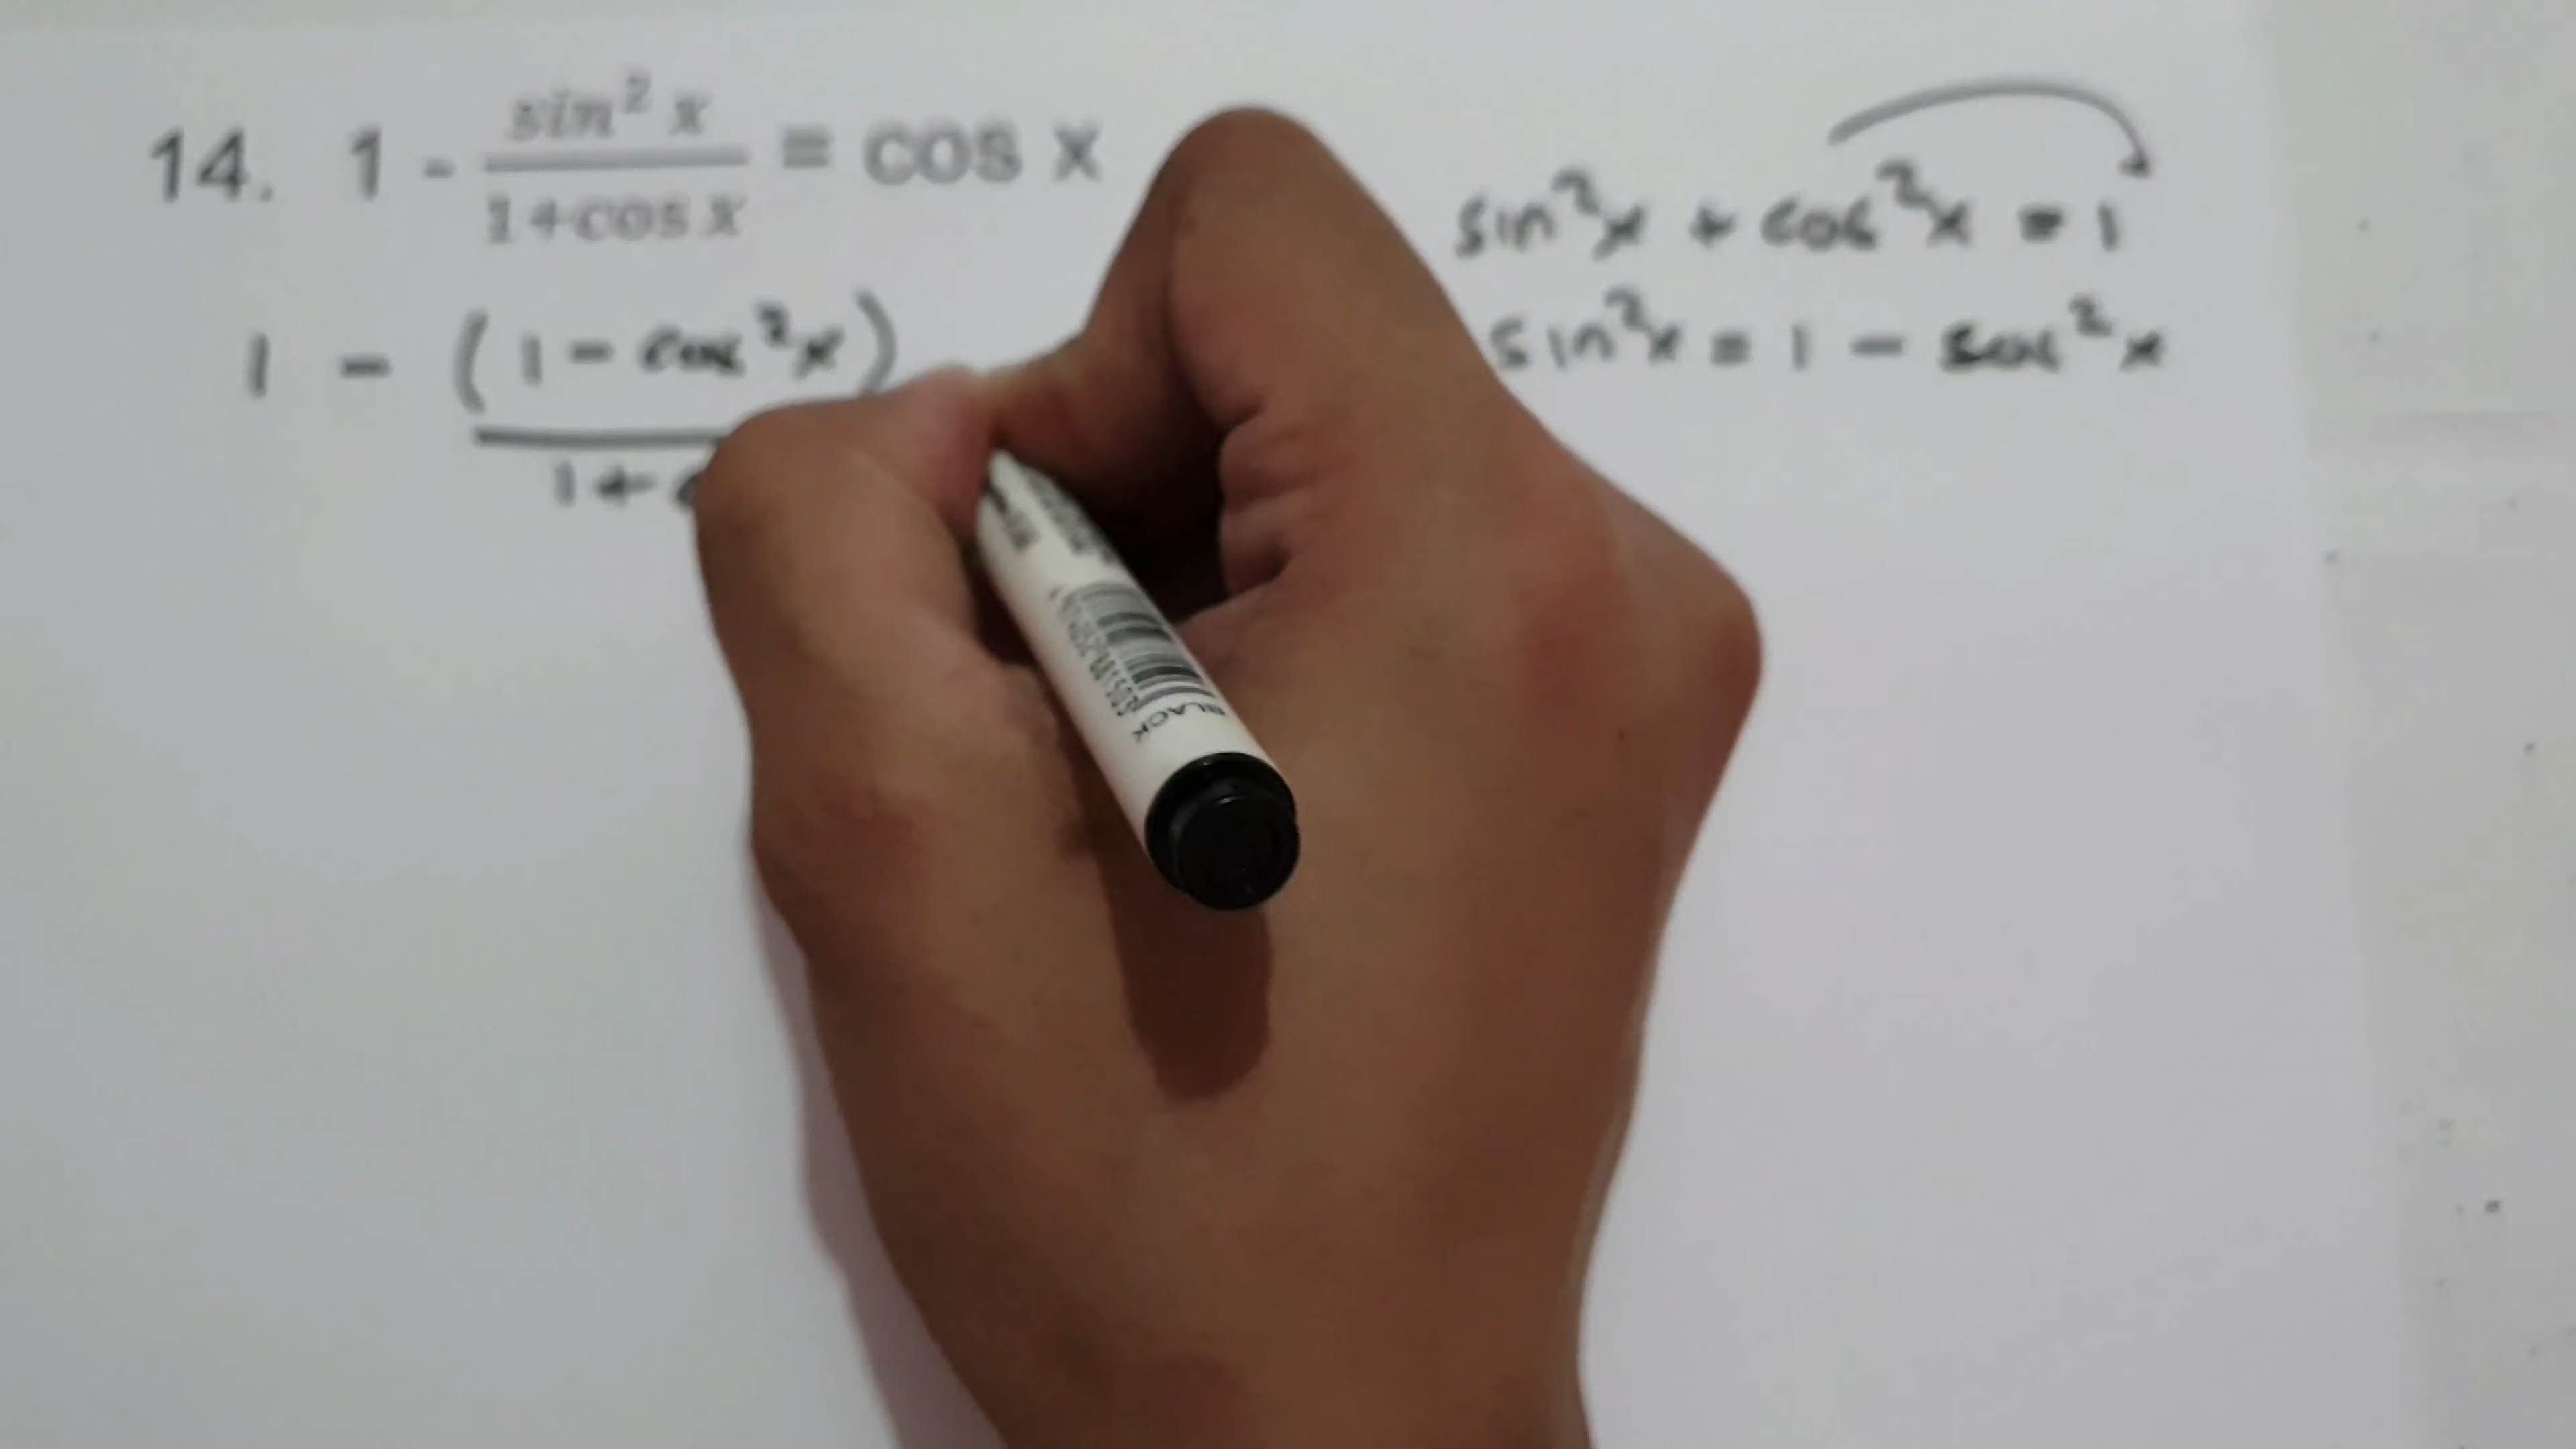 14. 1 - sin² x / 1+cos x ≡ cos x
sin²x + cos²x = 1
1 - (1 - cos²x) / 1+
sin²x = 1 - cos²x
BLACK